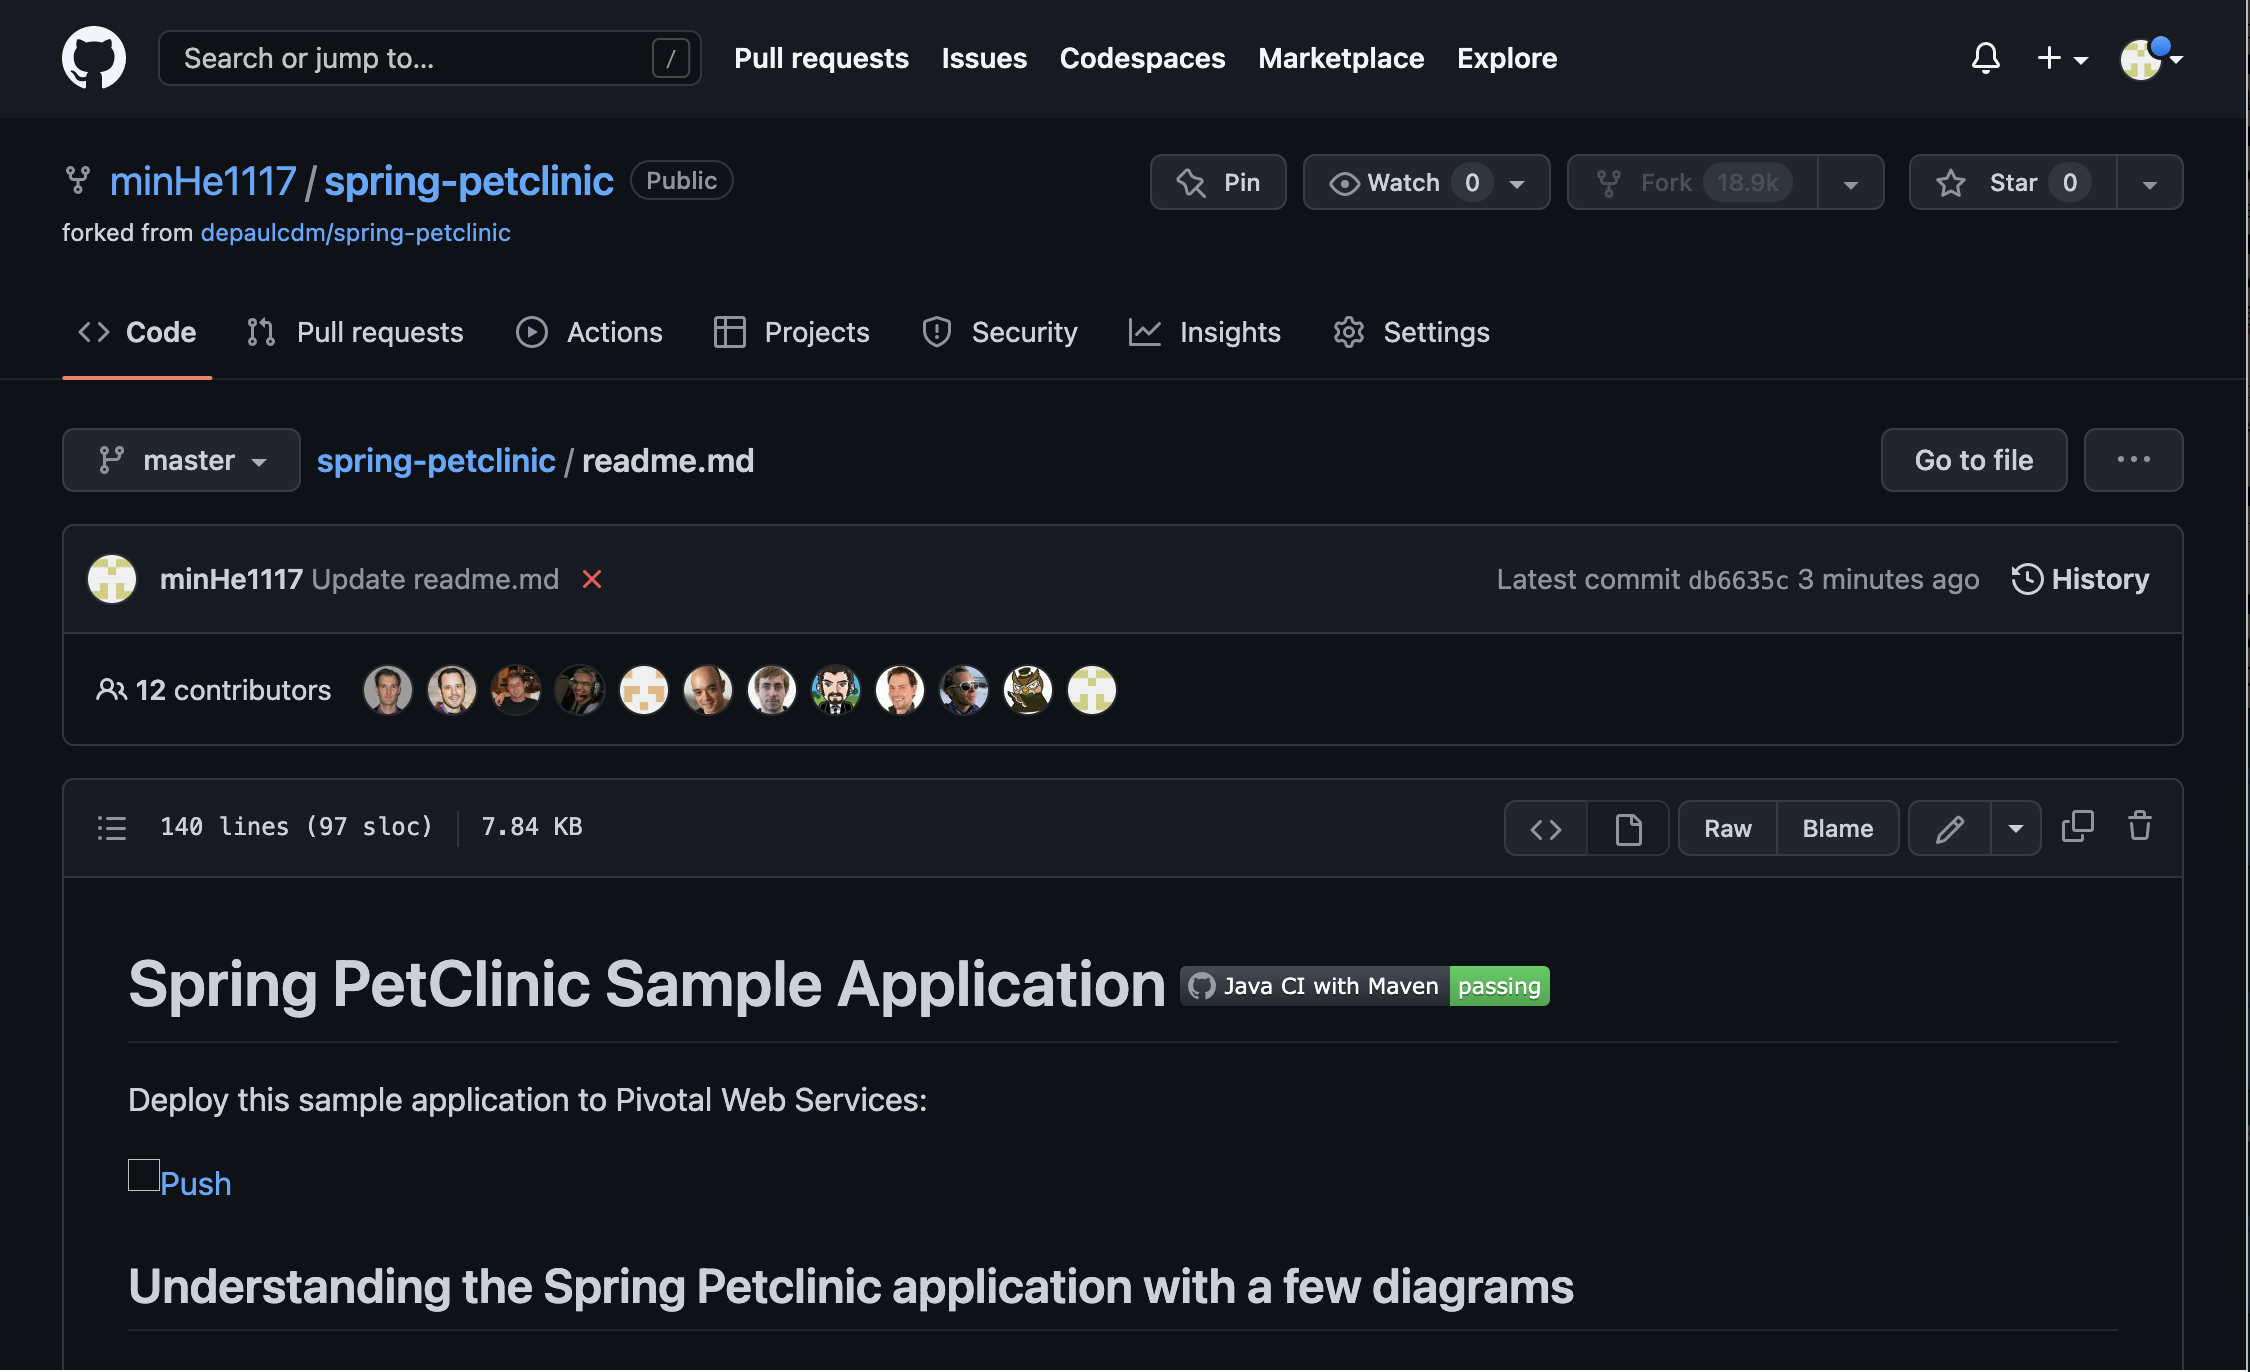 Search or jump to... /
Pull requests Issues Codespaces Marketplace Explore
minHe1117 / spring-petclinic Public
Pin Watch 0 Fork 18.9k Star 0
forked from depaulcdm/spring-petclinic
Code Pull requests Actions Projects Security Insights Settings
master spring-petclinic / readme.md Go to file ...
minHe1117 Update readme.md Latest commit db6635c 3 minutes ago History
12 contributors
140 lines (97 sloc) 7.84 KB Raw Blame
Spring PetClinic Sample Application Java CI with Maven passing
Deploy this sample application to Pivotal Web Services:
Push
Understanding the Spring Petclinic application with a few diagrams